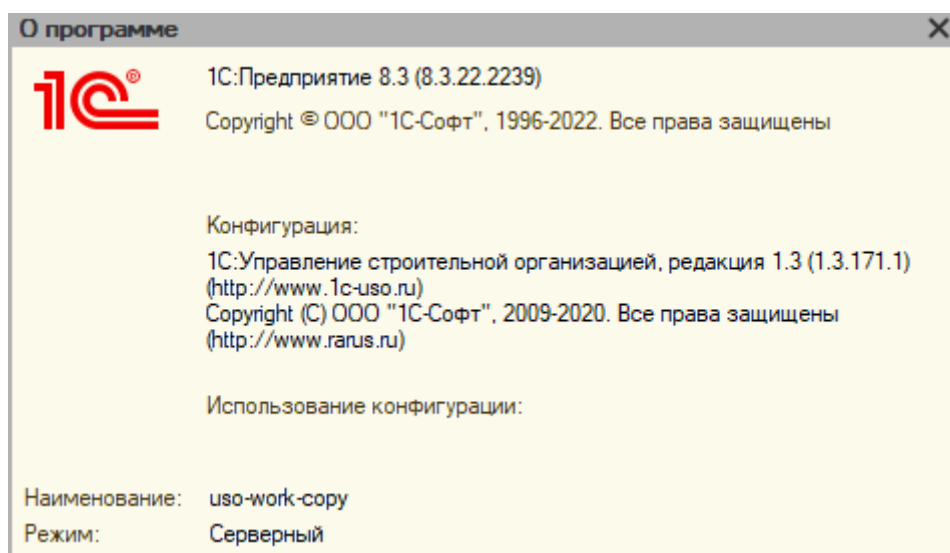 О программе
1С®
1С:Предприятие 8.3 (8.3.22.2239)
Copyright © ООО "1С-Софт", 1996-2022. Все права защищены
Конфигурация:
1С:Управление строительной организацией, редакция 1.3 (1.3.171.1)
(http://www.1c-uso.ru)
Copyright (C) ООО "1С-Софт", 2009-2020. Все права защищены
(http://www.rarus.ru)
Использование конфигурации:
Наименование: uso-work-copy
Режим: Серверный